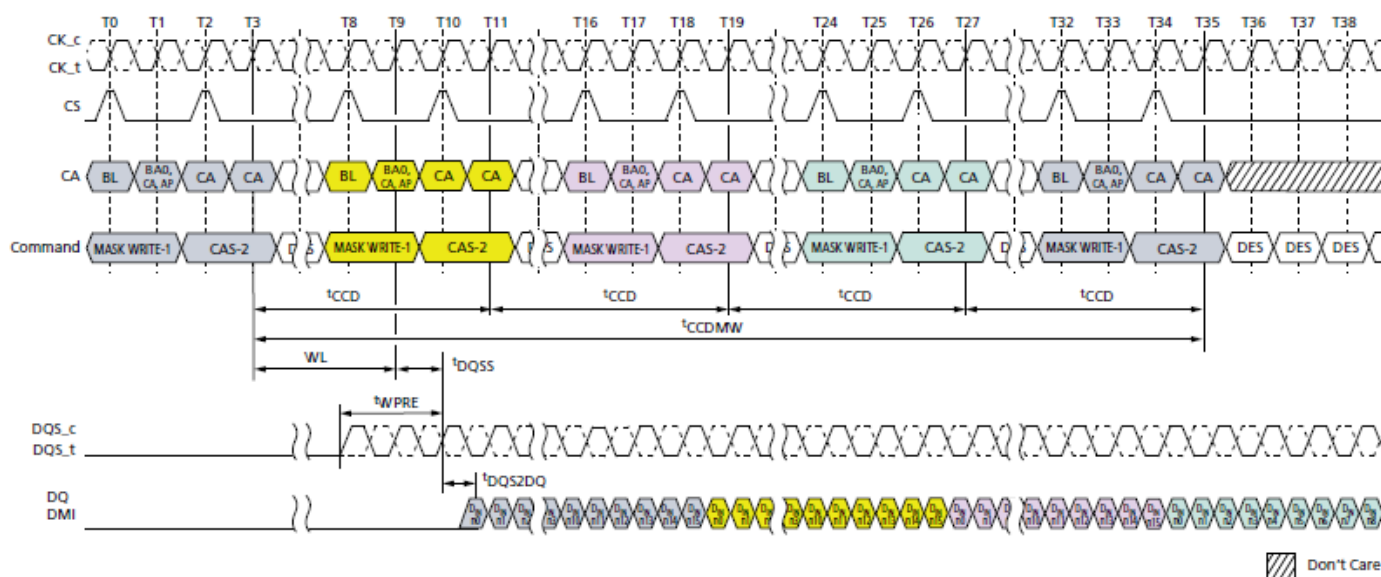 T0 T1 T2 T3 T8 T9 T10 T11 T16 T17 T18 T19 T24 T25 T26 T27 T32 T33 T34 T35 T36 T37 T38
CK_c
CK_t
CS
CA BL BA0, CA, AP CA CA BL BA0, CA, AP CA CA BL BA0, CA, AP CA CA BL BA0, CA, AP CA CA BL BA0, CA, AP CA CA
Command MASK WRITE-1 CAS-2 MASK WRITE-1 CAS-2 MASK WRITE-1 CAS-2 MASK WRITE-1 CAS-2 MASK WRITE-1 CAS-2 DES DES DES
tCCD tCCD tCCD tCCD
tCCDMW
WL tDQSS
tWPRE
DQS_c
DQS_t
tDQS2DQ
DQ
DMI
Don't Care